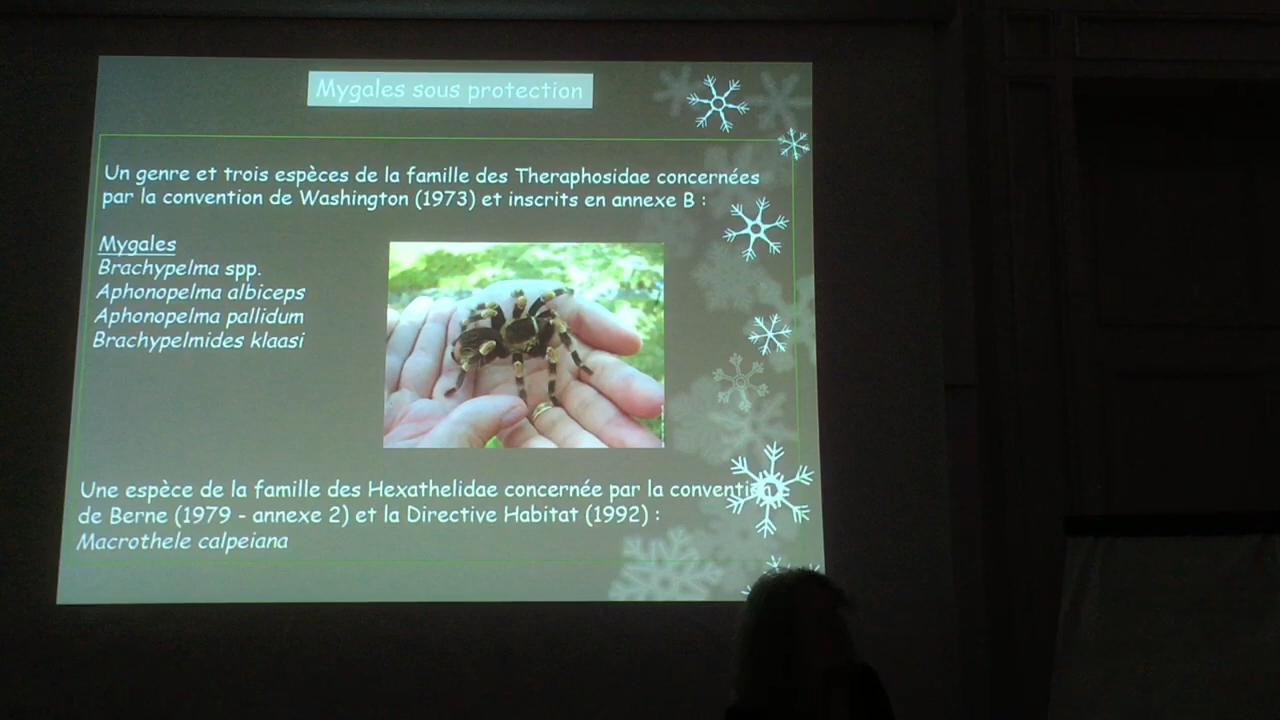 Mygales sous protection
Un genre et trois espèces de la famille des Theraphosidae concernées
par la convention de Washington (1973) et inscrits en annexe B :
Mygales
Brachypelma spp.
Aphonopelma albiceps
Aphonopelma pallidum
Brachypelmides klaasi
Une espèce de la famille des Hexathelidae concernée par la convention
de Berne (1979 - annexe 2) et la Directive Habitat (1992) :
Macrothele calpeiana